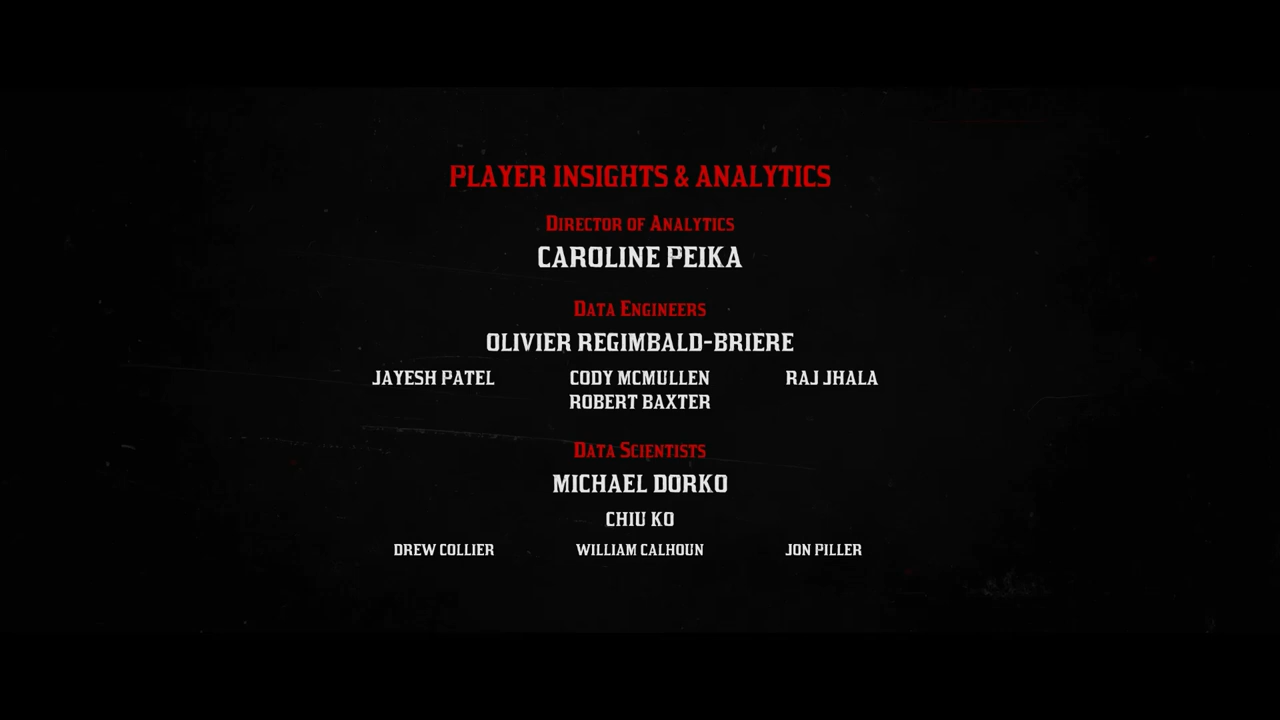 PLAYER INSIGHTS & ANALYTICS
DIRECTOR OF ANALYTICS
CAROLINE PEIKA
DATA ENGINEERS
OLIVIER REGIMBALD-BRIERE
JAYESH PATEL CODY MCMULLEN RAJ JHALA
ROBERT BAXTER
DATA SCIENTISTS
MICHAEL DORKO
CHIU KO
DREW COLLIER WILLIAM CALHOUN JON PILLER